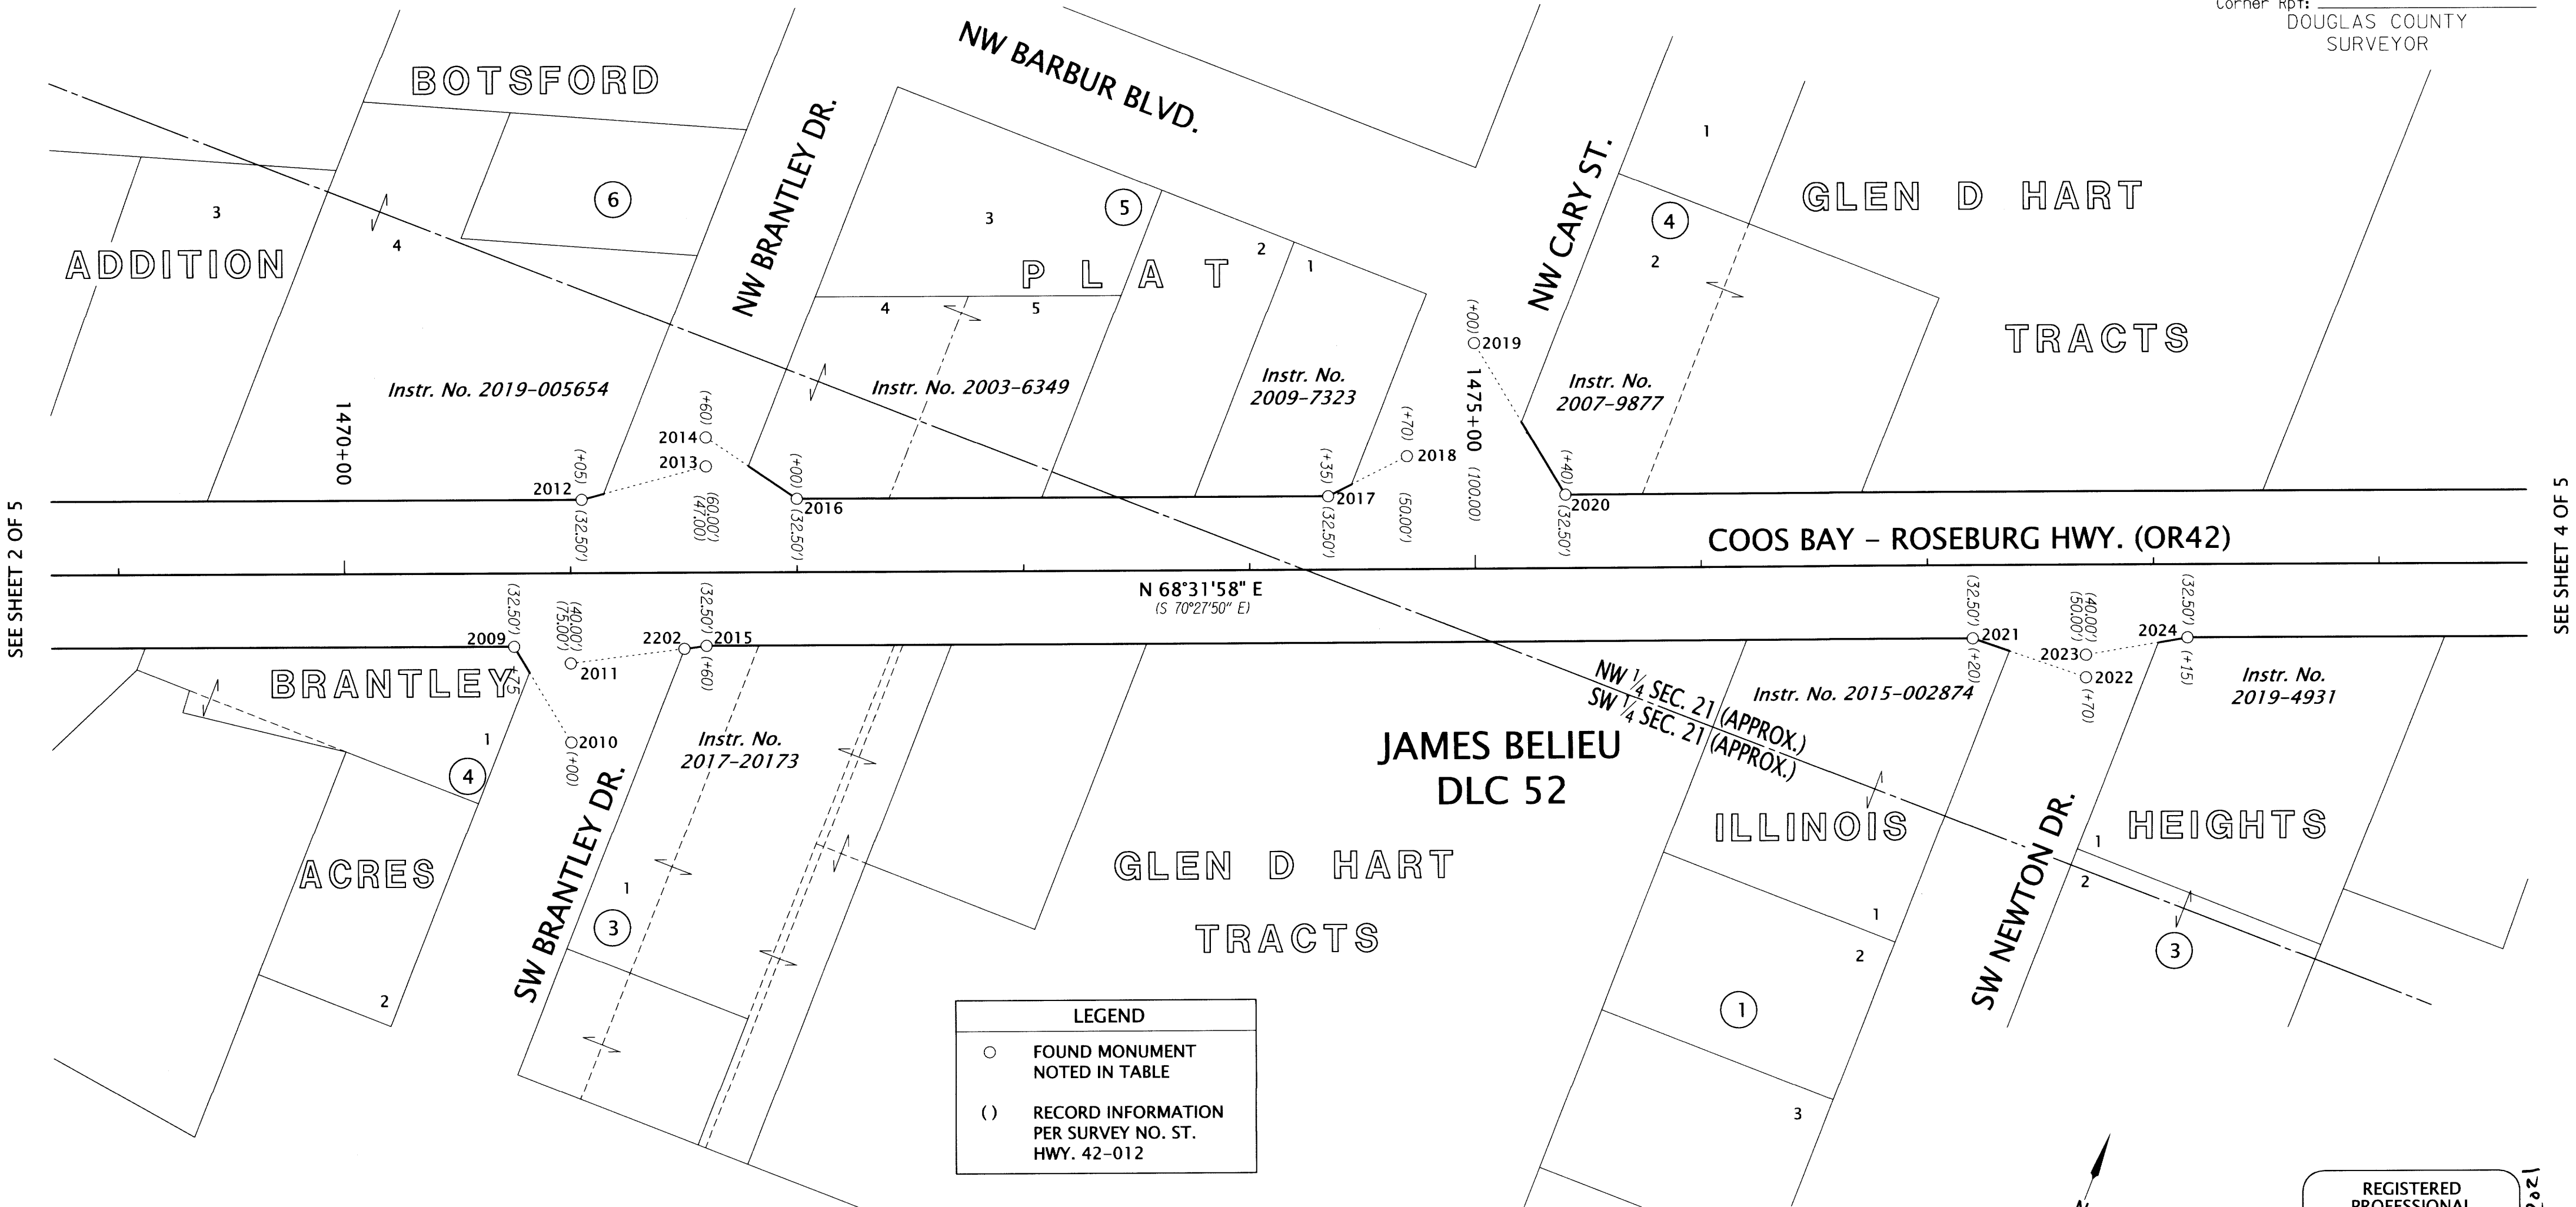 Corner Rpt:
DOUGLAS COUNTY
SURVEYOR
BOTSFORD
NW BARBUR BLVD.
NW BRANTLEY DR.
NW CARY ST.
1
6
5
4
GLEN D HART
3
3
2
1
2
4
ADDITION
PLAT
4
5
TRACTS
(+00)
2019
Instr. No. 2019-005654
Instr. No. 2003-6349
Instr. No.
2009-7323
Instr. No.
2007-9877
1470+00
1475+00
(100.00)
(+60)
2014
2013
(60.00')
(47.00)
(+70)
2018
(50.00')
(+05)
2012
(32.50')
(+00)
2016
(32.50')
(+35)
2017
(32.50')
(+40)
2020
(32.50')
SEE SHEET 2 OF 5
SEE SHEET 4 OF 5
COOS BAY - ROSEBURG HWY. (OR42)
N 68°31'58" E
(S 70°27'50" E)
(32.50')
2009
+75
(40.00')
(75.00')
2011
2202
(32.50')
2015
(+60)
2010
(+00)
(32.50')
2021
(+20)
(40.00')
(50.00')
2023
2022
(+70)
(32.50')
2024
(+15)
BRANTLEY
1
4
Instr. No.
2017-20173
NW 1/4 SEC. 21 (APPROX.)
SW 1/4 SEC. 21 (APPROX.)
Instr. No. 2015-002874
Instr. No.
2019-4931
JAMES BELIEU
DLC 52
SW BRANTLEY DR.
ACRES
2
1
3
GLEN D HART
TRACTS
ILLINOIS
HEIGHTS
1
2
3
SW NEWTON DR.
1
2
1
3
LEGEND
FOUND MONUMENT
NOTED IN TABLE
( ) RECORD INFORMATION
PER SURVEY NO. ST.
HWY. 42-012
N
REGISTERED
PROFESSIONAL